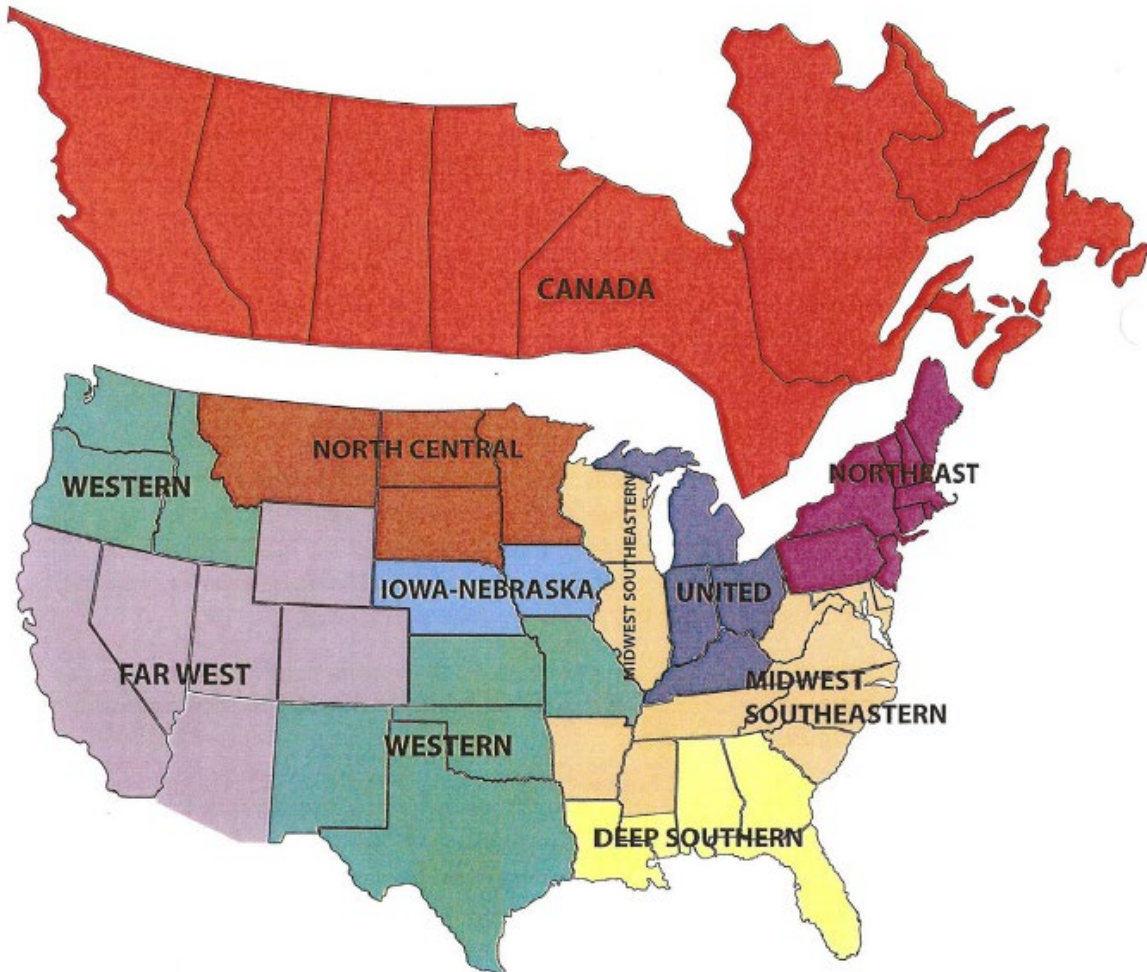 CANADA
NORTH CENTRAL
NORTHEAST
WESTERN
MIDWEST SOUTHEASTERN
IOWA-NEBRASKA
UNITED
FAR WEST
MIDWEST
SOUTHEASTERN
WESTERN
DEEP SOUTHERN